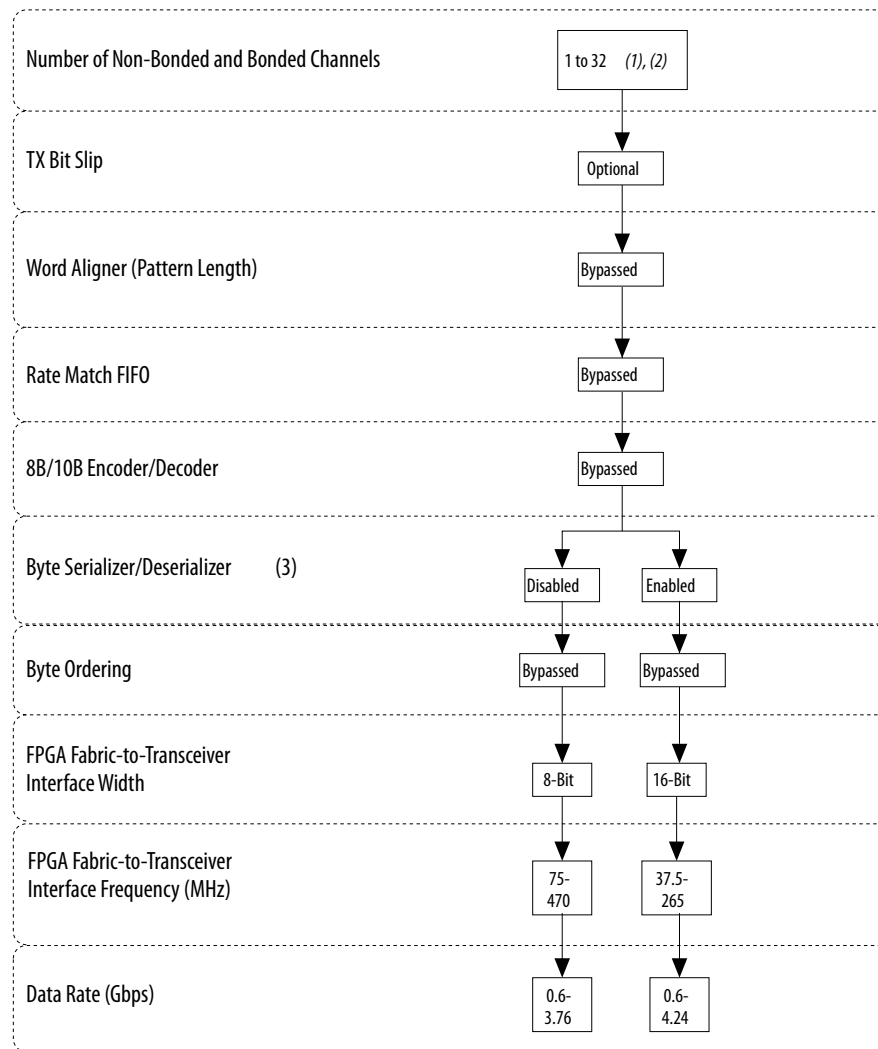 Number of Non-Bonded and Bonded Channels
1 to 32 (1), (2)
TX Bit Slip
Optional
Word Aligner (Pattern Length)
Bypassed
Rate Match FIFO
Bypassed
8B/10B Encoder/Decoder
Bypassed
Byte Serializer/Deserializer (3)
Disabled
Enabled
Byte Ordering
Bypassed
Bypassed
FPGA Fabric-to-Transceiver
Interface Width
8-Bit
16-Bit
FPGA Fabric-to-Transceiver
Interface Frequency (MHz)
75-
470
37.5-
265
Data Rate (Gbps)
0.6-
3.76
0.6-
4.24